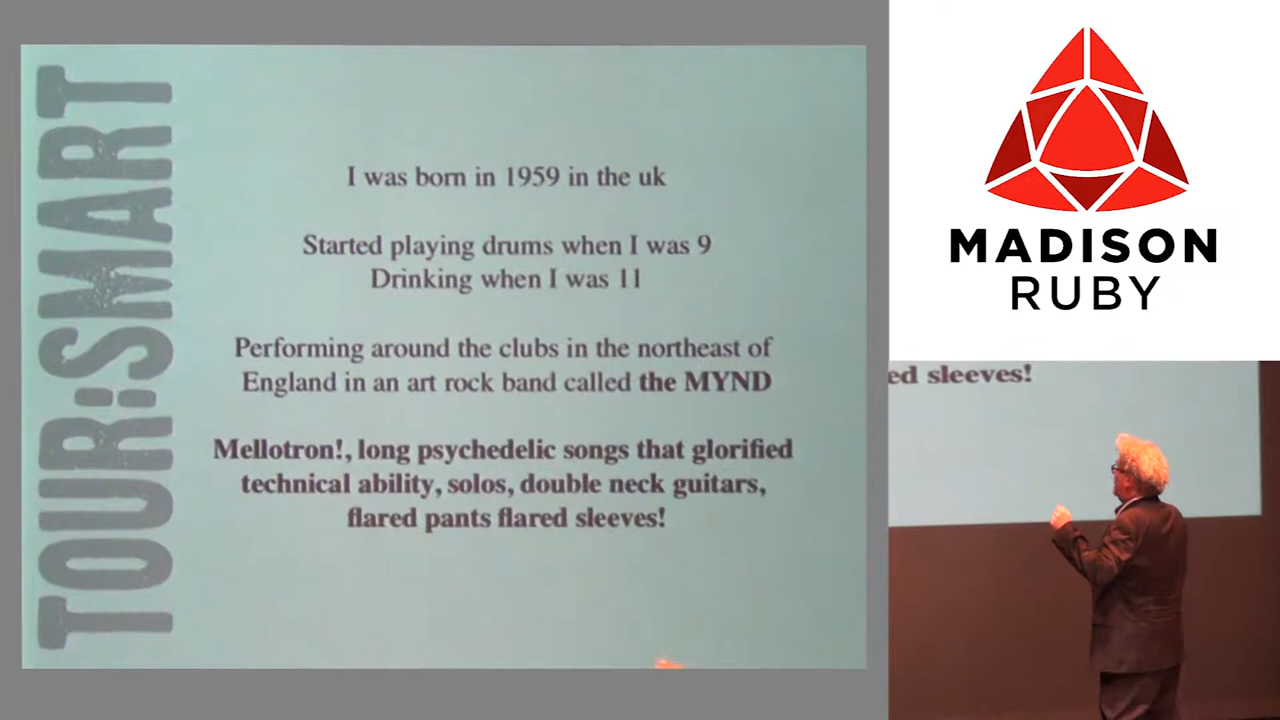 TOUR:SMART
I was born in 1959 in the uk
Started playing drums when I was 9
Drinking when I was 11
Performing around the clubs in the northeast of
England in an art rock band called the MYND
Mellotron!, long psychedelic songs that glorified
technical ability, solos, double neck guitars,
flared pants flared sleeves!
MADISON
RUBY
ed sleeves!